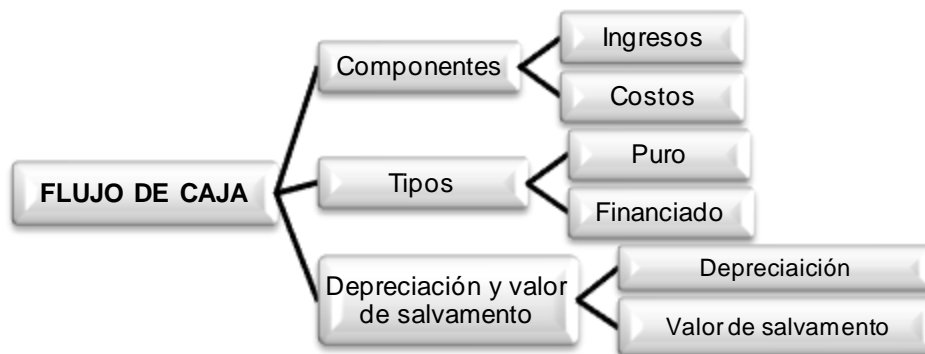 FLUJO DE CAJA
Componentes
Ingresos
Costos
Tipos
Puro
Financiado
Depreciación y valor
de salvamento
Depreciaición
Valor de salvamento